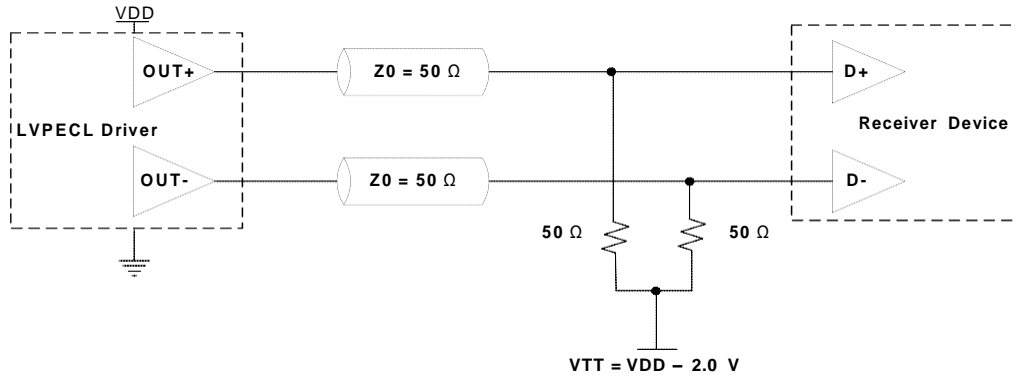 VDD
OUT+
Z0 = 50 Ω
D+
LVPECL Driver
Receiver Device
OUT-
Z0 = 50 Ω
D-
50 Ω
50 Ω
VTT = VDD – 2.0 V